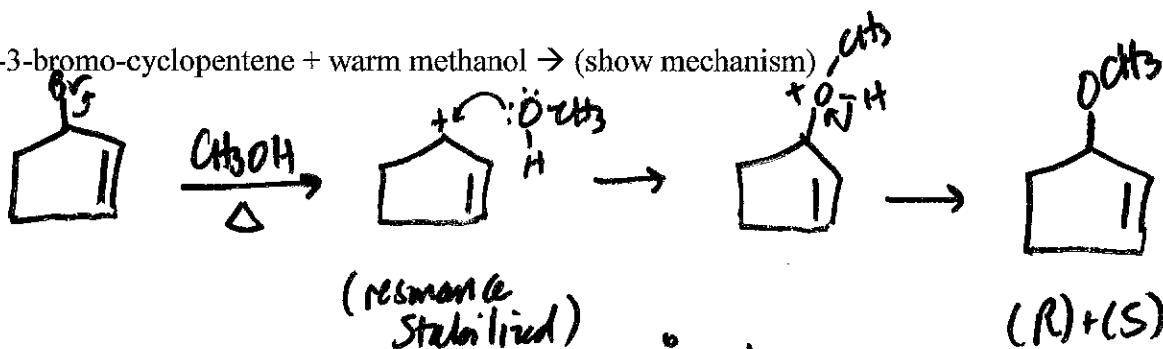 -3-bromo-cyclopentene + warm methanol → (show mechanism)
Br
CH3OH
Δ
+
:Ö-CH3
H
(resonance
stabilized)
CH3
+
O-H
OCH3
(R)+(S)